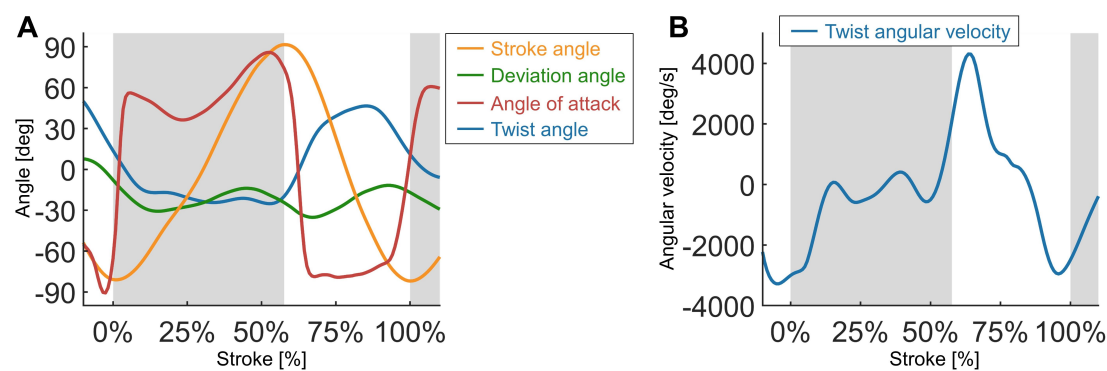 A
Angle [deg]
90
60
30
0
-30
-60
-90
0% 25% 50% 75% 100%
Stroke [%]
Stroke angle
Deviation angle
Angle of attack
Twist angle
B
Twist angular velocity
Angular velocity [deg/s]
4000
2000
0
-2000
-4000
0% 25% 50% 75% 100%
Stroke [%]